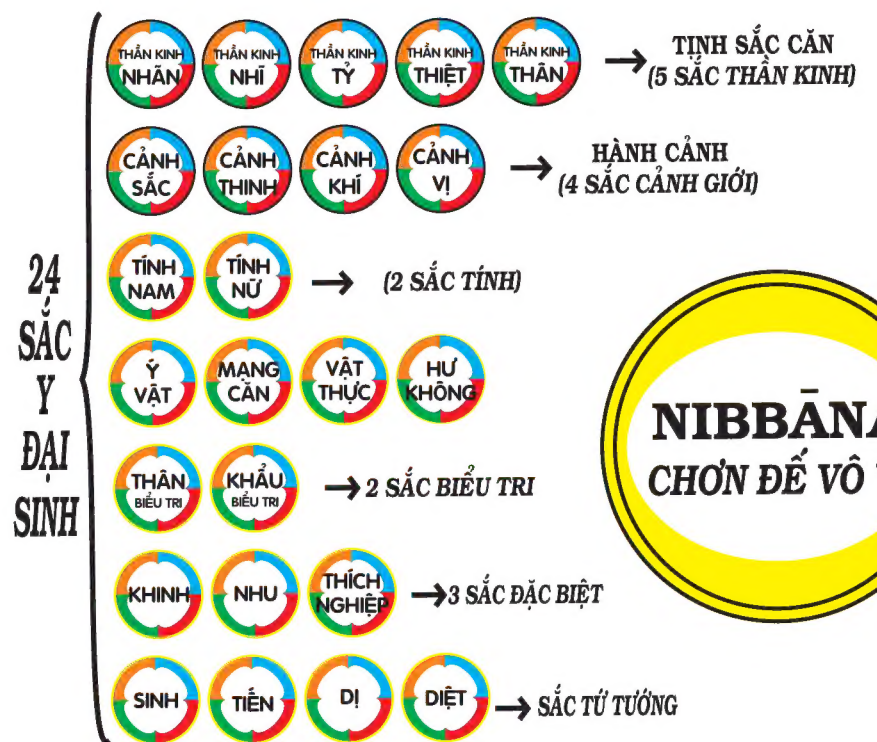 24
SẮC
Y
ĐẠI
SINH
THẦN KINH
NHÃN
THẦN KINH
NHĨ
THẦN KINH
TỶ
THẦN KINH
THIỆT
THẦN KINH
THÂN
TỊNH SẮC CĂN
(5 SẮC THẦN KINH)
CẢNH
SẮC
CẢNH
THINH
CẢNH
KHÍ
CẢNH
VỊ
HÀNH CẢNH
(4 SẮC CẢNH GIỚI)
TÍNH
NAM
TÍNH
NỮ
(2 SẮC TÍNH)
Ý
VẬT
MẠNG
CĂN
VẬT
THỰC
HƯ
KHÔNG
THÂN
BIỂU TRI
KHẨU
BIỂU TRI
2 SẮC BIỂU TRI
KHINH
NHU
THÍCH
NGHIỆP
3 SẮC ĐẶC BIỆT
SINH
TIẾN
DỊ
DIỆT
SẮC TỨ TƯỚNG
NIBBĀNA
CHƠN ĐẾ VÔ